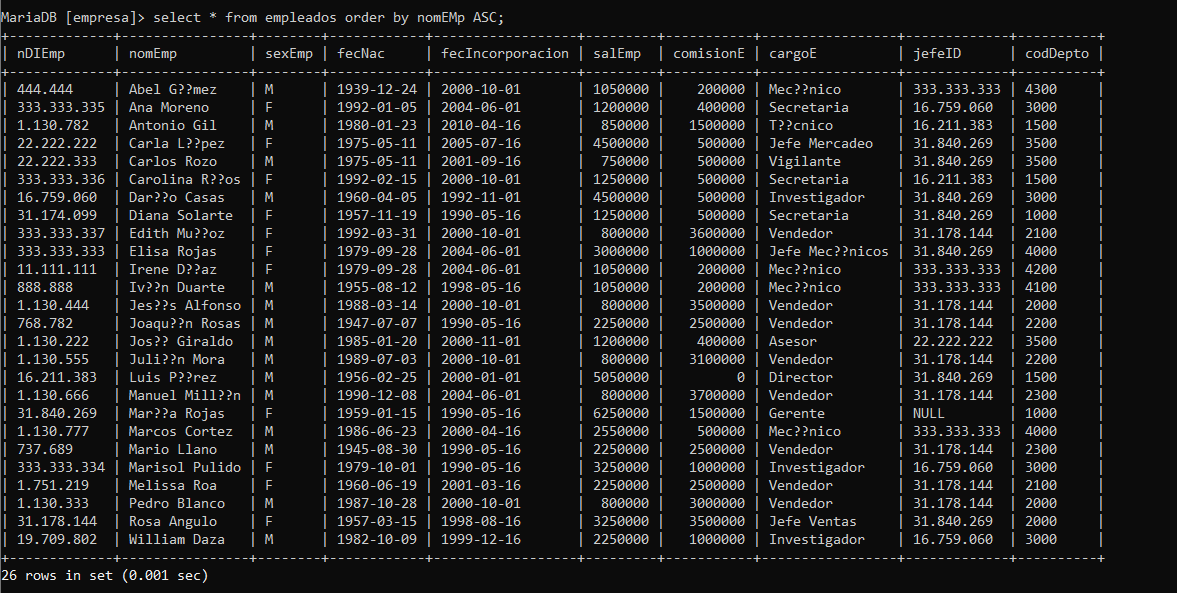 MariaDB [empresa]> select * from empleados order by nomEMp ASC;
+-------------+----------------+--------+------------+------------------+---------+-----------+----------------+-------------+-----------+
| nDIEmp | nomEmp | sexEmp | fecNac | fecIncorporacion | salEmp | comisionE | cargoE | jefeID | codDepto |
+-------------+----------------+--------+------------+------------------+---------+-----------+----------------+-------------+-----------+
| 444.444 | Abel G??mez | M | 1939-12-24 | 2000-10-01 | 1050000 | 200000 | Mec??nico | 333.333.333 | 4300 |
| 333.333.335 | Ana Moreno | F | 1992-01-05 | 2004-06-01 | 1200000 | 400000 | Secretaria | 16.759.060 | 3000 |
| 1.130.782 | Antonio Gil | M | 1980-01-23 | 2010-04-16 | 850000 | 1500000 | T??cnico | 16.211.383 | 1500 |
| 22.222.222 | Carla L??pez | F | 1975-05-11 | 2005-07-16 | 4500000 | 500000 | Jefe Mercadeo | 31.840.269 | 3500 |
| 22.222.333 | Carlos Rozo | M | 1975-05-11 | 2001-09-16 | 750000 | 500000 | Vigilante | 31.840.269 | 3500 |
| 333.333.336 | Carolina R??os | F | 1992-02-15 | 2000-10-01 | 1250000 | 500000 | Secretaria | 16.211.383 | 1500 |
| 16.759.060 | Dar??o Casas | M | 1960-04-05 | 1992-11-01 | 4500000 | 500000 | Investigador | 31.840.269 | 3000 |
| 31.174.099 | Diana Solarte | F | 1957-11-19 | 1990-05-16 | 1250000 | 500000 | Secretaria | 31.840.269 | 1000 |
| 333.333.337 | Edith Mu??oz | F | 1992-03-31 | 2000-10-01 | 800000 | 3600000 | Vendedor | 31.178.144 | 2100 |
| 333.333.333 | Elisa Rojas | F | 1979-09-28 | 2004-06-01 | 3000000 | 1000000 | Jefe Mec??nicos | 31.840.269 | 4000 |
| 11.111.111 | Irene D??az | F | 1979-09-28 | 2004-06-01 | 1050000 | 200000 | Mec??nico | 333.333.333 | 4200 |
| 888.888 | Iv??n Duarte | M | 1955-08-12 | 1998-05-16 | 1050000 | 200000 | Mec??nico | 333.333.333 | 4100 |
| 1.130.444 | Jes??s Alfonso | M | 1988-03-14 | 2000-10-01 | 800000 | 3500000 | Vendedor | 31.178.144 | 2000 |
| 768.782 | Joaqu??n Rosas | M | 1947-07-07 | 1990-05-16 | 2250000 | 2500000 | Vendedor | 31.178.144 | 2200 |
| 1.130.222 | Jos?? Giraldo | M | 1985-01-20 | 2000-11-01 | 1200000 | 400000 | Asesor | 22.222.222 | 3500 |
| 1.130.555 | Juli??n Mora | M | 1989-07-03 | 2000-10-01 | 800000 | 3100000 | Vendedor | 31.178.144 | 2200 |
| 16.211.383 | Luis P??rez | M | 1956-02-25 | 2000-01-01 | 5050000 | 0 | Director | 31.840.269 | 1500 |
| 1.130.666 | Manuel Mill??n | M | 1990-12-08 | 2004-06-01 | 800000 | 3700000 | Vendedor | 31.178.144 | 2300 |
| 31.840.269 | Mar??a Rojas | F | 1959-01-15 | 1990-05-16 | 6250000 | 1500000 | Gerente | NULL | 1000 |
| 1.130.777 | Marcos Cortez | M | 1986-06-23 | 2000-04-16 | 2550000 | 500000 | Mec??nico | 333.333.333 | 4000 |
| 737.689 | Mario Llano | M | 1945-08-30 | 1990-05-16 | 2250000 | 2500000 | Vendedor | 31.178.144 | 2300 |
| 333.333.334 | Marisol Pulido | F | 1979-10-01 | 1990-05-16 | 3250000 | 1000000 | Investigador | 16.759.060 | 3000 |
| 1.751.219 | Melissa Roa | F | 1960-06-19 | 2001-03-16 | 2250000 | 2500000 | Vendedor | 31.178.144 | 2100 |
| 1.130.333 | Pedro Blanco | M | 1987-10-28 | 2000-10-01 | 800000 | 3000000 | Vendedor | 31.178.144 | 2000 |
| 31.178.144 | Rosa Angulo | F | 1957-03-15 | 1998-08-16 | 3250000 | 3500000 | Jefe Ventas | 31.840.269 | 2000 |
| 19.709.802 | William Daza | M | 1982-10-09 | 1999-12-16 | 2250000 | 1000000 | Investigador | 16.759.060 | 3000 |
+-------------+----------------+--------+------------+------------------+---------+-----------+----------------+-------------+-----------+
26 rows in set (0.001 sec)